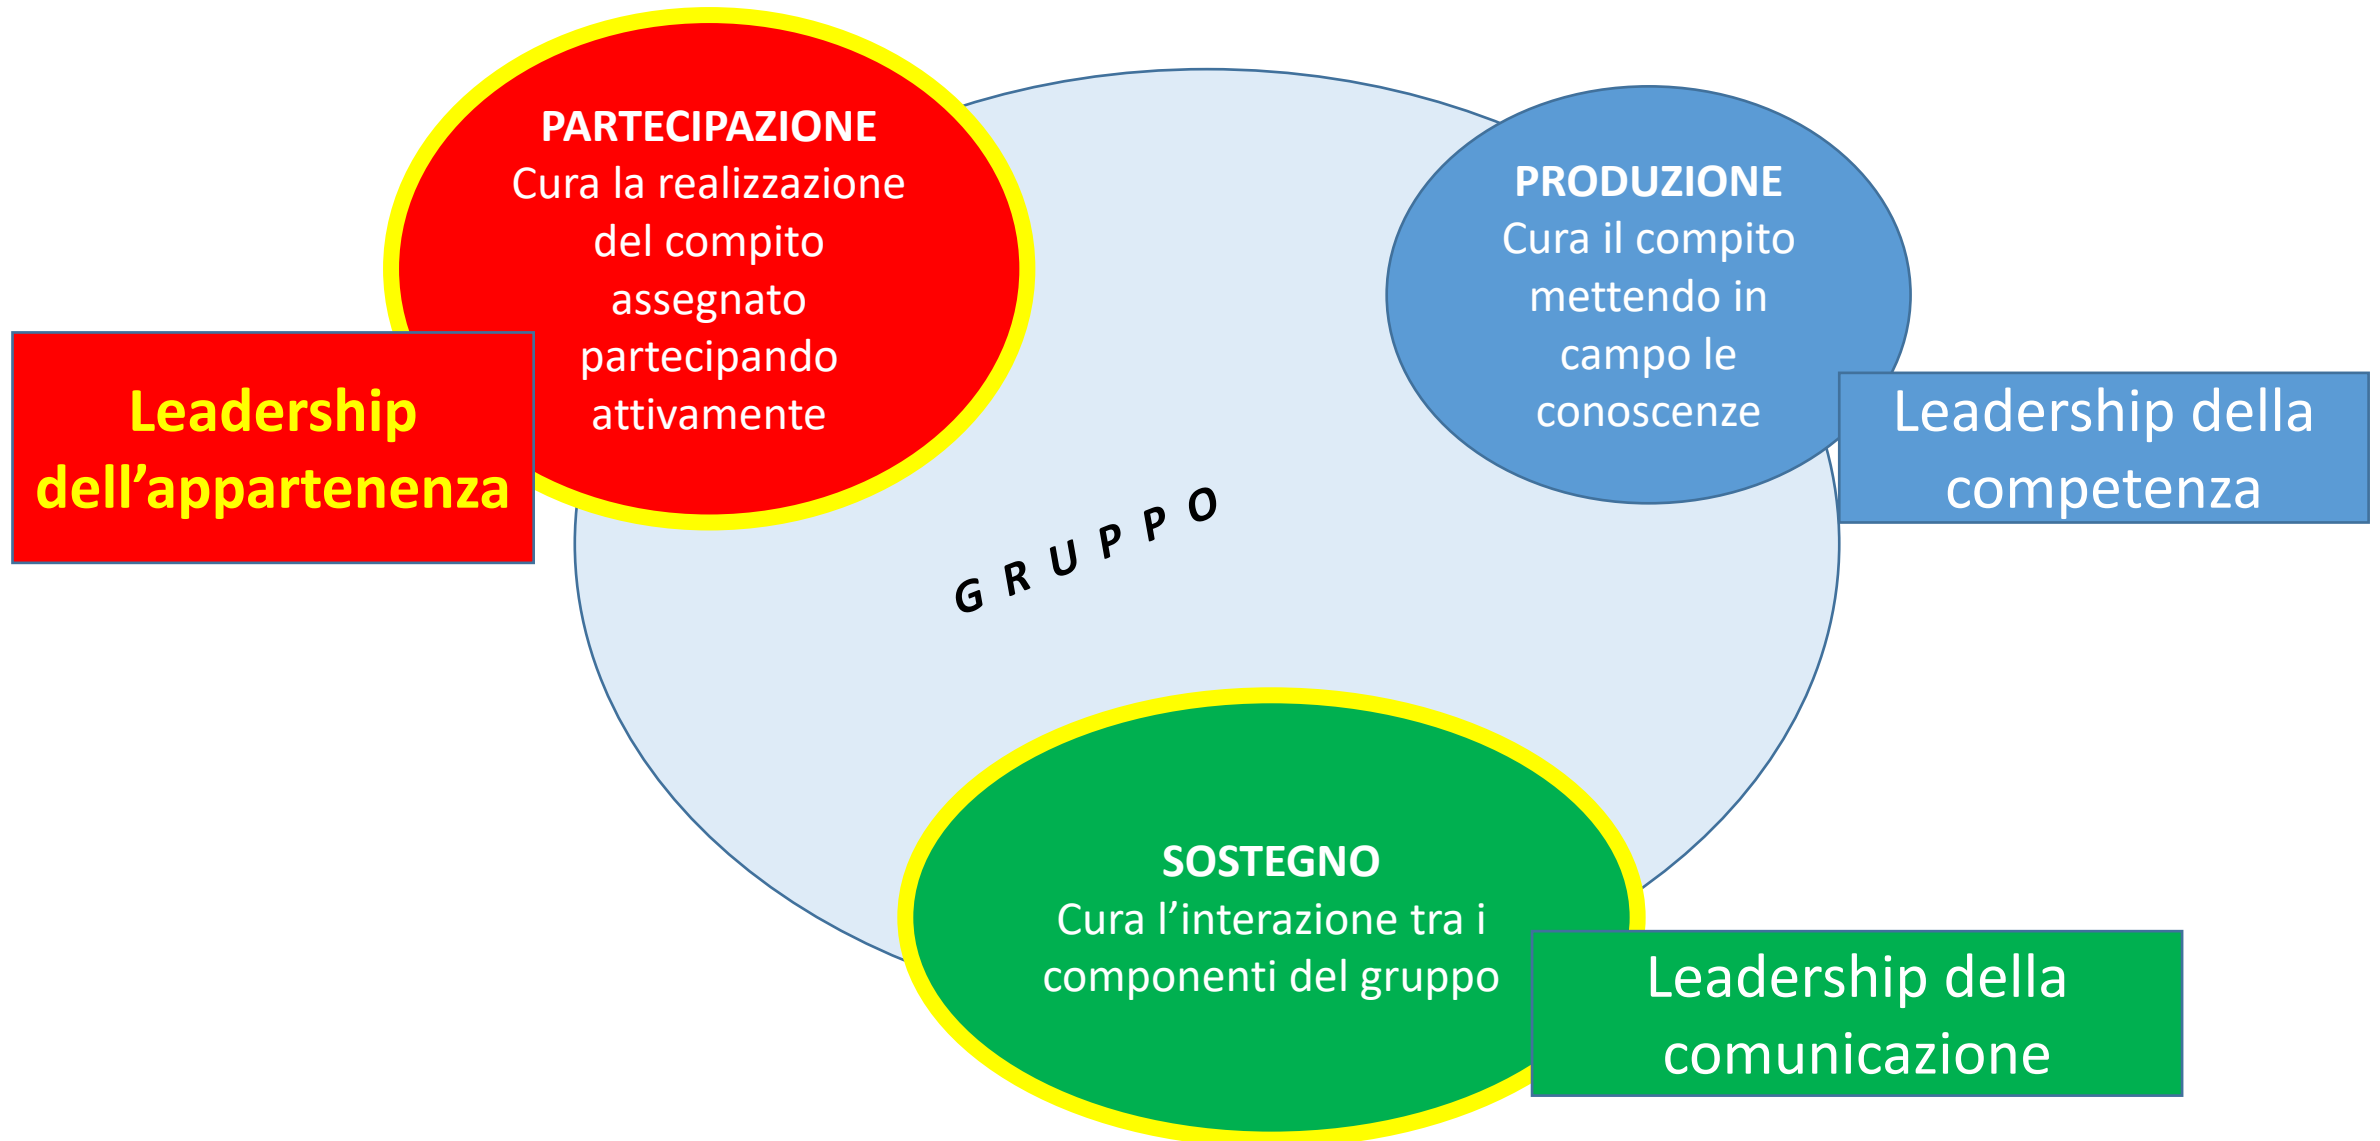 PARTECIPAZIONE
Cura la realizzazione
del compito
assegnato
partecipando
attivamente
Leadership
dell’appartenenza
PRODUZIONE
Cura il compito
mettendo in
campo le
conoscenze
Leadership della
competenza
GRUPPO
SOSTEGNO
Cura l’interazione tra i
componenti del gruppo
Leadership della
comunicazione